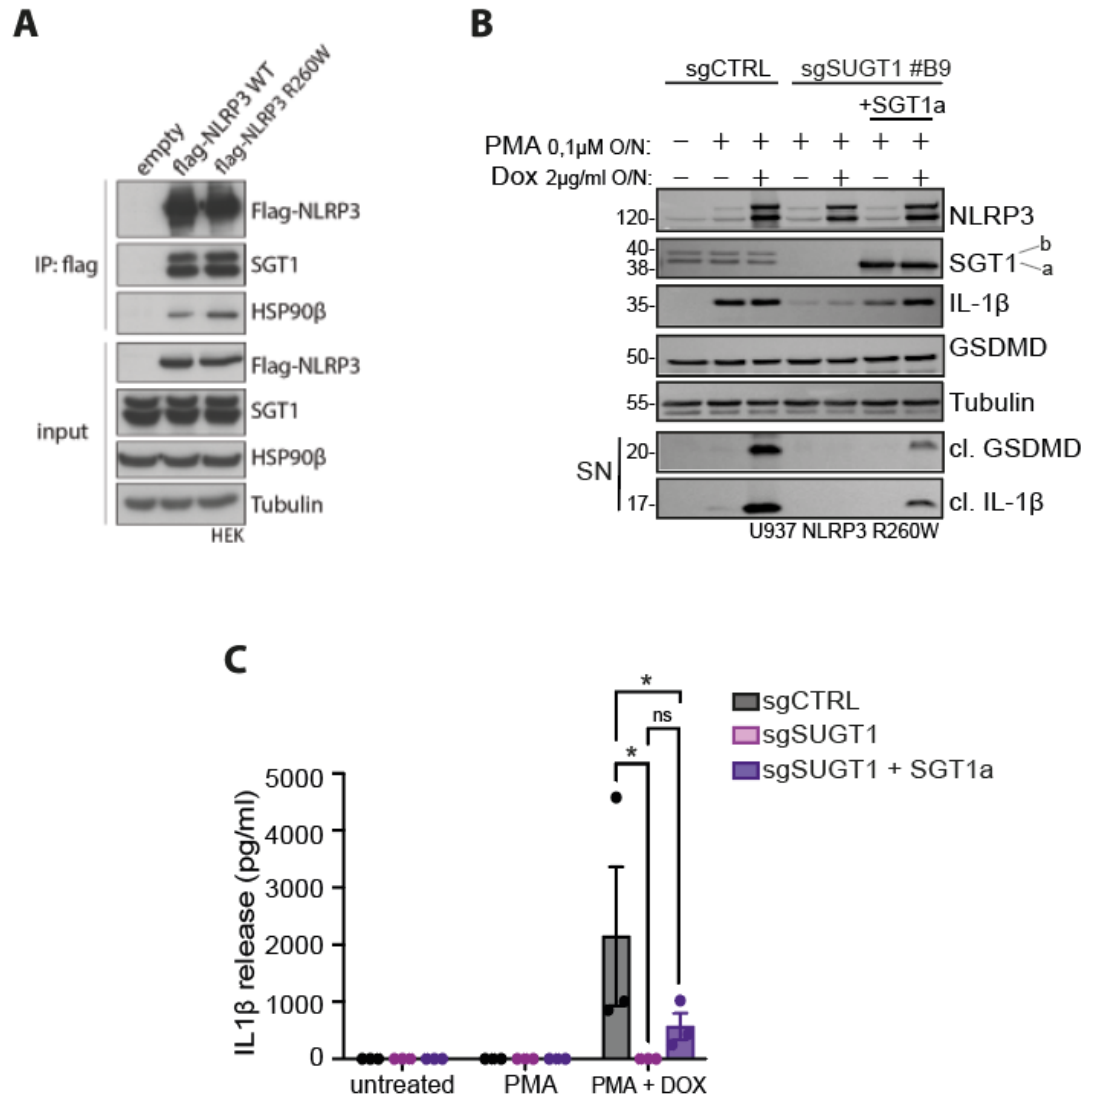 A
empty
flag-NLRP3 WT
flag-NLRP3 R260W
IP: flag
Flag-NLRP3
SGT1
HSP90β
input
Flag-NLRP3
SGT1
HSP90β
Tubulin
HEK
B
sgCTRL sgSUGT1 #B9
+SGT1a
PMA 0,1µM O/N: − + + + + + +
Dox 2µg/ml O/N: − − + − + − +
120- NLRP3
40- b
38- SGT1 a
35- IL-1β
50- GSDMD
55- Tubulin
SN
20- cl. GSDMD
17- cl. IL-1β
U937 NLRP3 R260W
C
*
ns
*
sgCTRL
sgSUGT1
sgSUGT1 + SGT1a
IL1β release (pg/ml)
5000
4000
3000
2000
1000
0
untreated PMA PMA + DOX